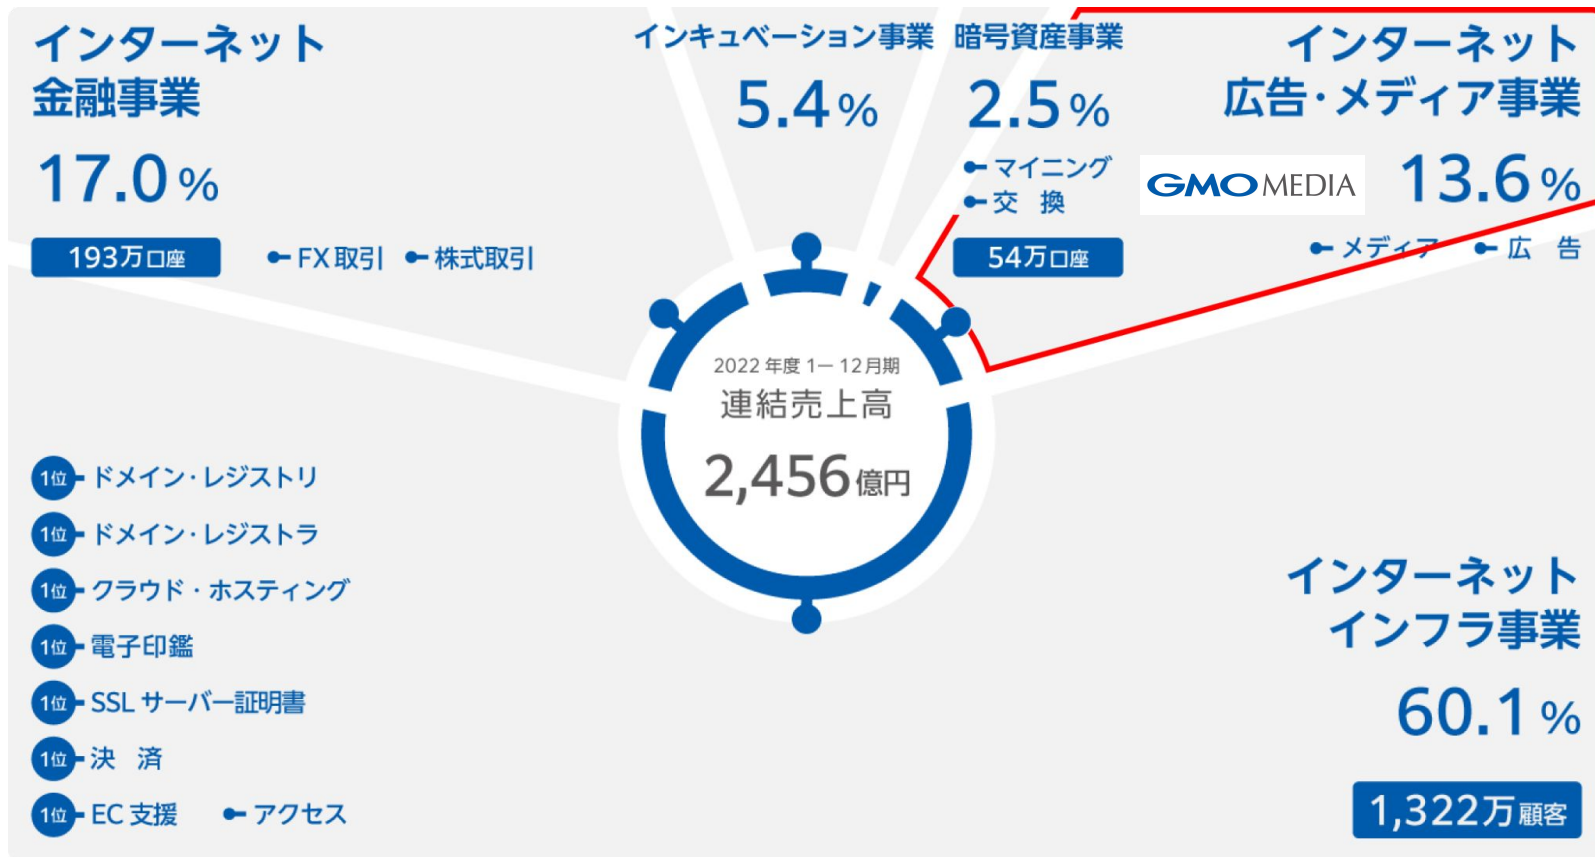 インターネット
金融事業
17.0%
193万口座
FX取引
株式取引
インキュベーション事業
5.4%
暗号資産事業
2.5%
マイニング
交 換
54万口座
インターネット
広告・メディア事業
GMO MEDIA
13.6%
メディア
広 告
2022年度1ー12月期
連結売上高
2,456億円
1位 ドメイン・レジストリ
1位 ドメイン・レジストラ
1位 クラウド・ホスティング
1位 電子印鑑
1位 SSLサーバー証明書
1位 決 済
1位 EC支援
アクセス
インターネット
インフラ事業
60.1%
1,322万顧客